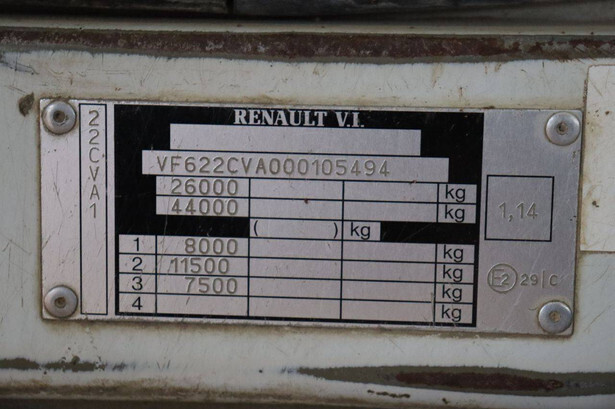 22CVA1
RENAULT V.I.
VF622CVA000105494
26000 kg
44000 kg
( ) kg
1 8000 kg
2 11500 kg
3 7500 kg
4 kg
1,14
E2 29 | C